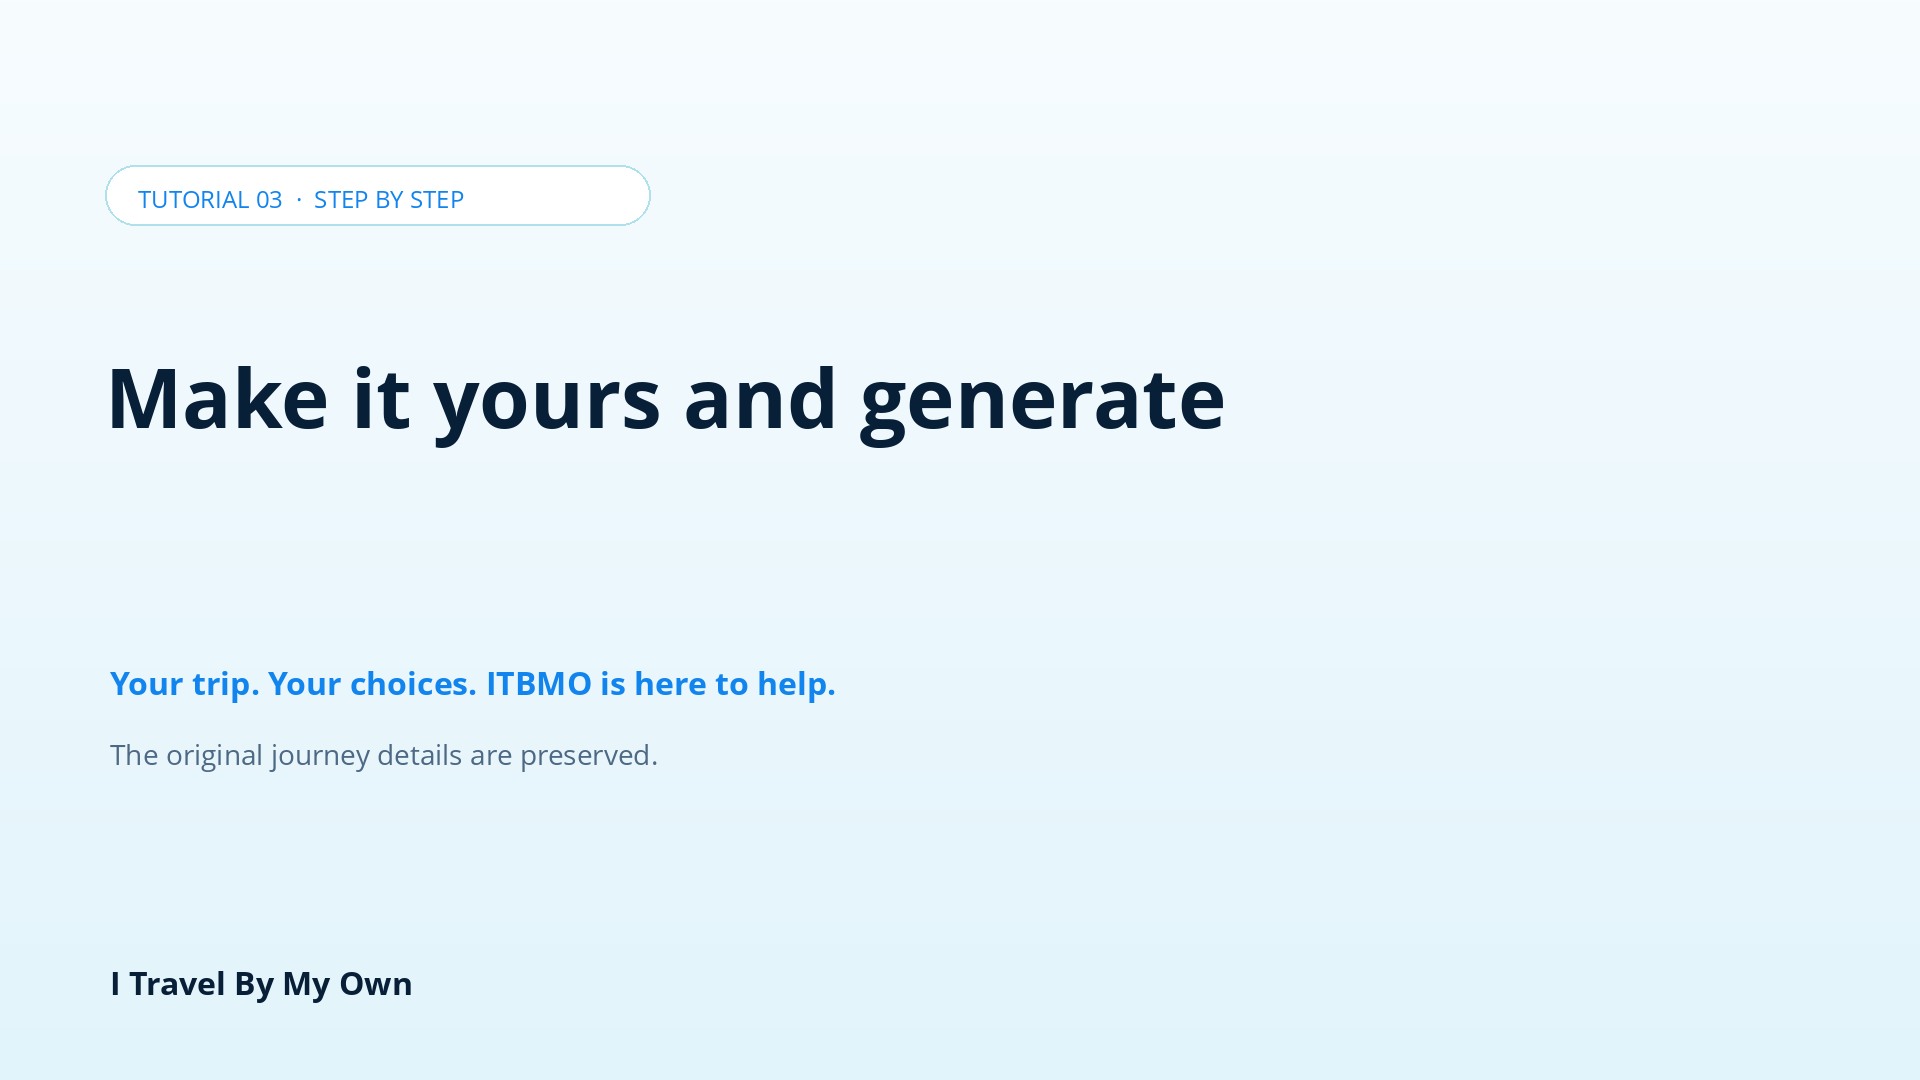 TUTORIAL 03 · STEP BY STEP
Make it yours and generate
Your trip. Your choices. ITBMO is here to help.
The original journey details are preserved.
I Travel By My Own